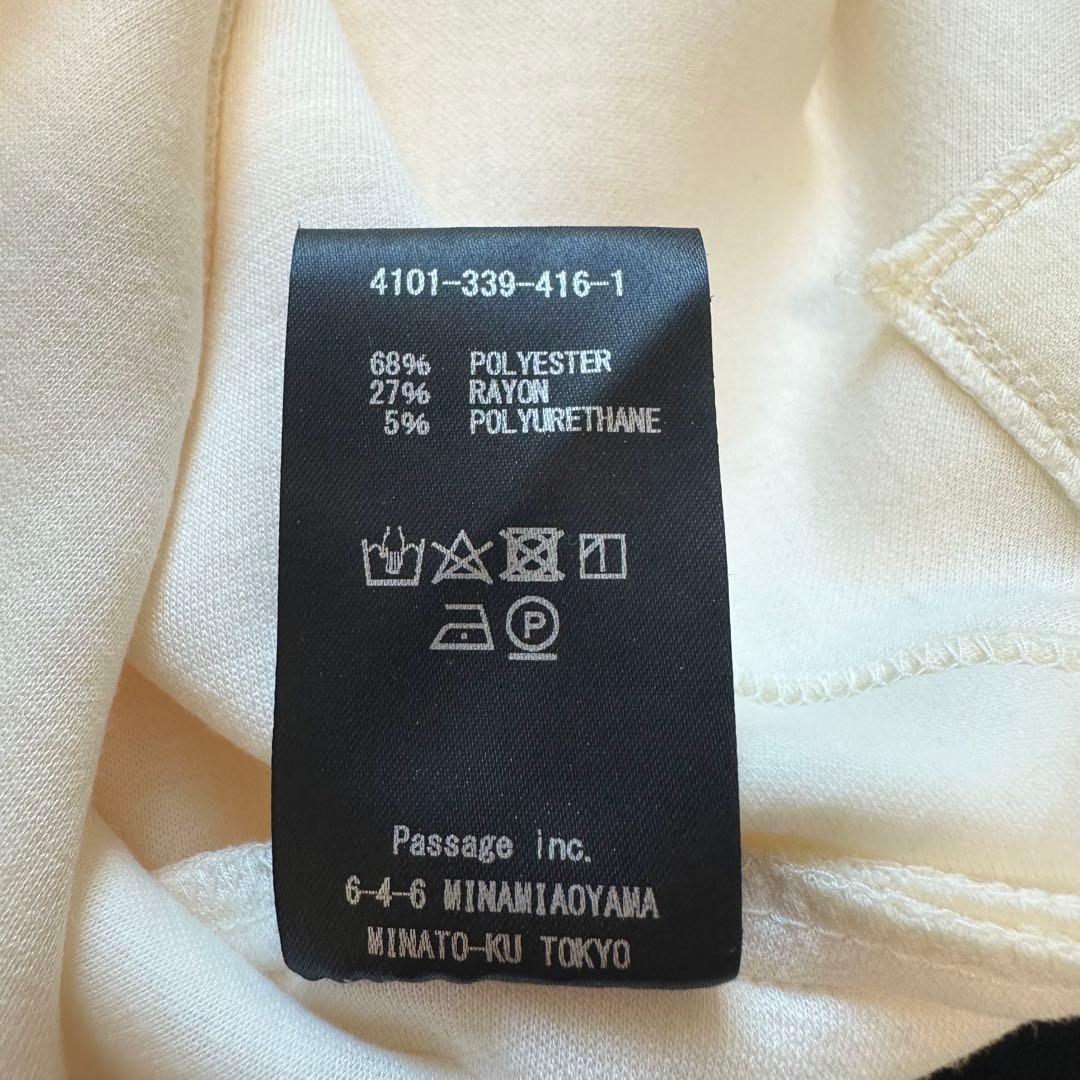 4101-339-416-1
68% POLYESTER
27% RAYON
5% POLYURETHANE
P
Passage inc.
6-4-6 MINAMIAOYAMA
MINATO-KU TOKYO